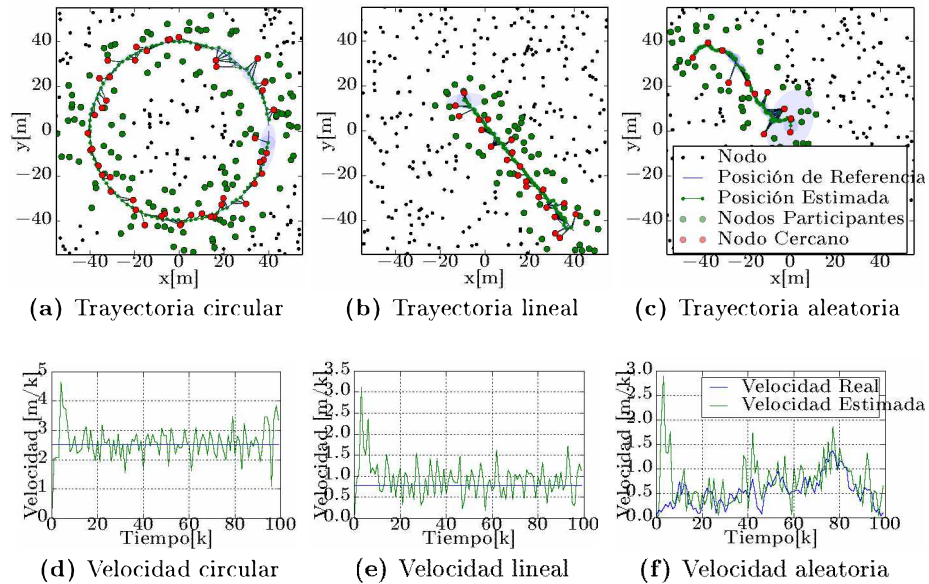 40
20
0
−20
−40
y[m]
−40 −20 0 20 40
x[m]
(a) Trayectoria circular
40
20
0
−20
−40
y[m]
−40 −20 0 20 40
x[m]
(b) Trayectoria lineal
40
20
0
−20
−40
y[m]
Nodo
Posición de Referencia
Posición Estimada
Nodos Participantes
Nodo Cercano
−40 −20 0 20 40
x[m]
(c) Trayectoria aleatoria
5
4
3
2
1
0
Velocidad [m/k]
0 20 40 60 80 100
Tiempo[k]
(d) Velocidad circular
3.5
3.0
2.5
2.0
1.5
1.0
0.5
0.0
Velocidad [m/k]
0 20 40 60 80 100
Tiempo[k]
(e) Velocidad lineal
3.0
2.5
2.0
1.5
1.0
0.5
0.0
Velocidad [m/k]
Velocidad Real
Velocidad Estimada
0 20 40 60 80 100
Tiempo[k]
(f) Velocidad aleatoria